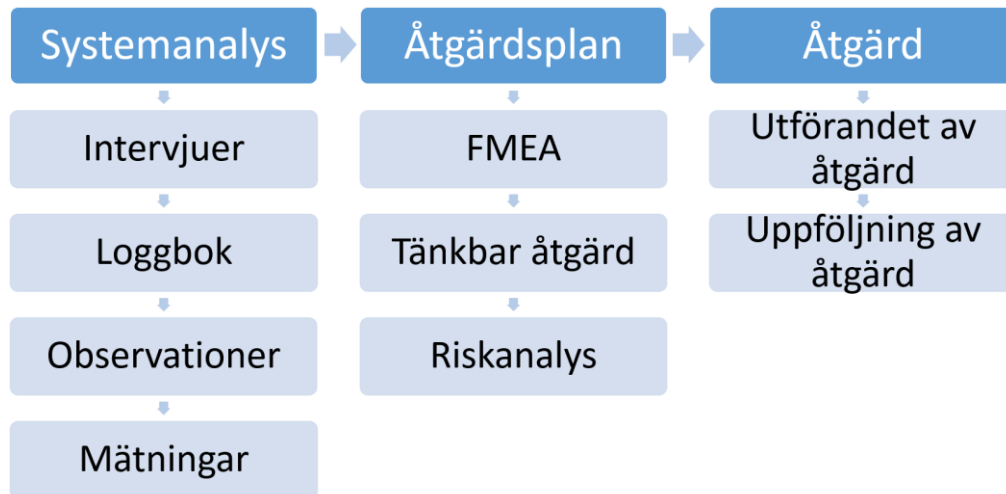 Systemanalys
Intervjuer
Loggbok
Observationer
Mätningar
Åtgärdsplan
FMEA
Tänkbar åtgärd
Riskanalys
Åtgärd
Utförandet av
åtgärd
Uppföljning av
åtgärd